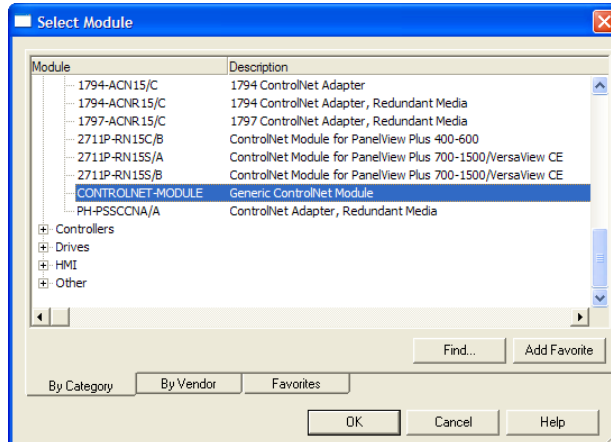 Select Module
Module Description
1794-ACN15/C 1794 ControlNet Adapter
1794-ACNR15/C 1794 ControlNet Adapter, Redundant Media
1797-ACNR15/C 1797 ControlNet Adapter, Redundant Media
2711P-RN15C/B ControlNet Module for PanelView Plus 400-600
2711P-RN15S/A ControlNet Module for PanelView Plus 700-1500/VersaView CE
2711P-RN15S/B ControlNet Module for PanelView Plus 700-1500/VersaView CE
CONTROLNET-MODULE Generic ControlNet Module
PH-PSSCCNA/A ControlNet Adapter, Redundant Media
Controllers
Drives
HMI
Other
Find... Add Favorite
By Category By Vendor Favorites
OK Cancel Help